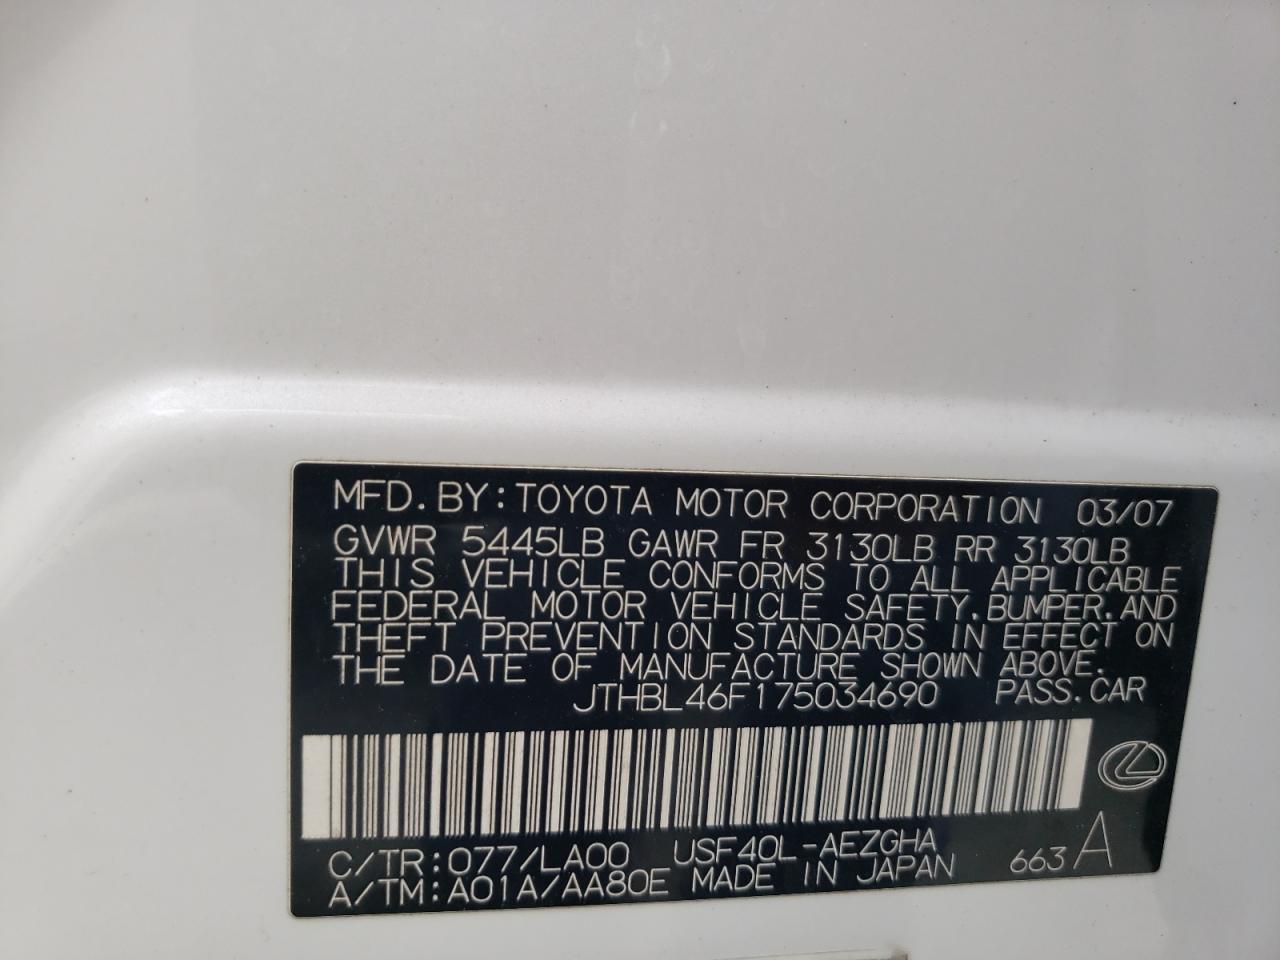 MFD. BY: TOYOTA MOTOR CORPORATION 03/07
GVWR 5445LB GAWR FR 3130LB RR 3130LB
THIS VEHICLE CONFORMS TO ALL APPLICABLE
FEDERAL MOTOR VEHICLE SAFETY, BUMPER, AND
THEFT PREVENTION STANDARDS IN EFFECT ON
THE DATE OF MANUFACTURE SHOWN ABOVE.
JTHBL46F175034690 PASS. CAR
C/TR: 077/LA00 USF40L-AEZGHA
A/TM: A01A/AA80E MADE IN JAPAN 663 A